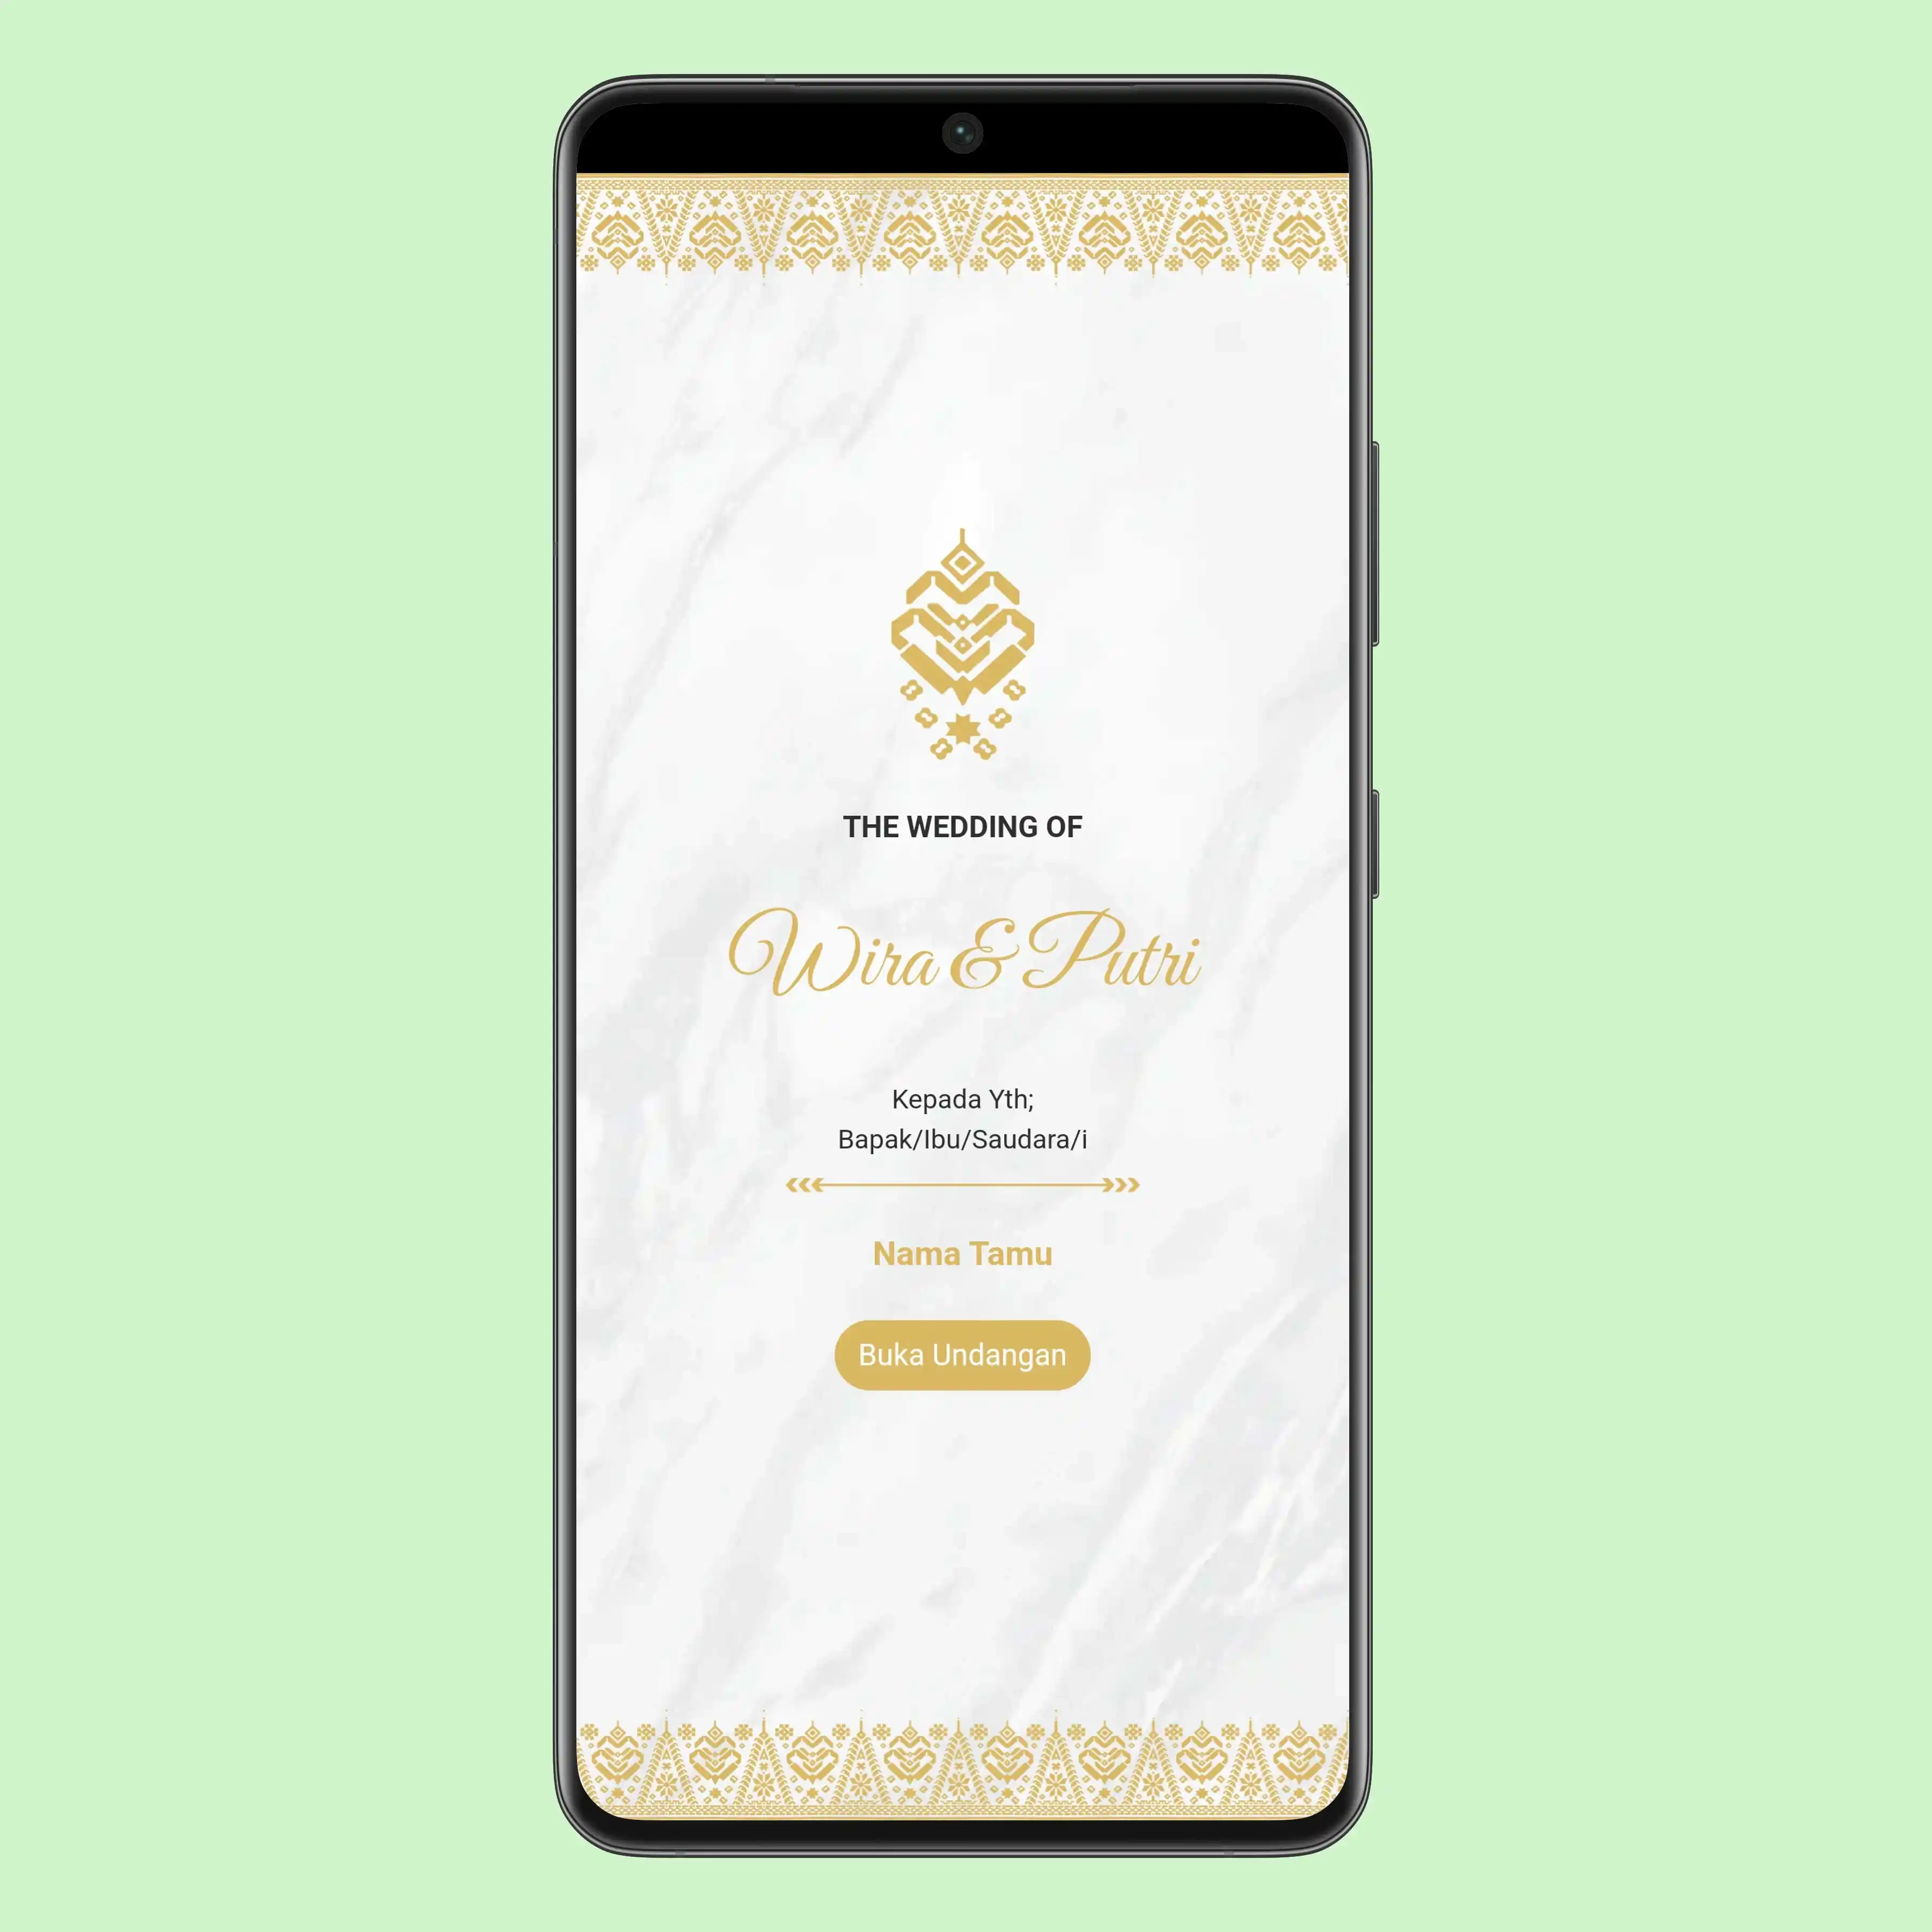 THE WEDDING OF
Wira & Putri
Kepada Yth;
Bapak/Ibu/Saudara/i
Nama Tamu
Buka Undangan